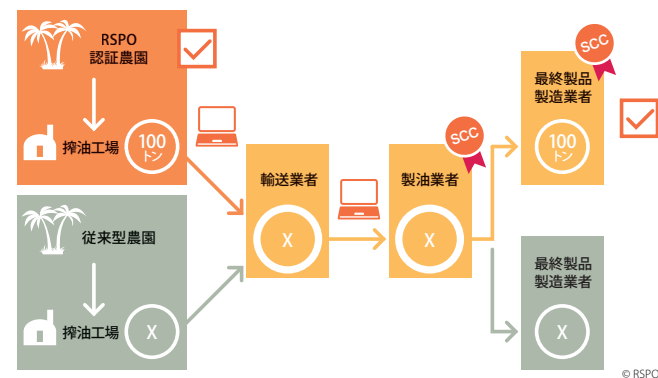 RSPO
認証農園
搾油工場
100
トン
従来型農園
搾油工場
X
輸送業者
X
製油業者
SCC
X
最終製品
製造業者
SCC
100
トン
最終製品
製造業者
X
© RSPO